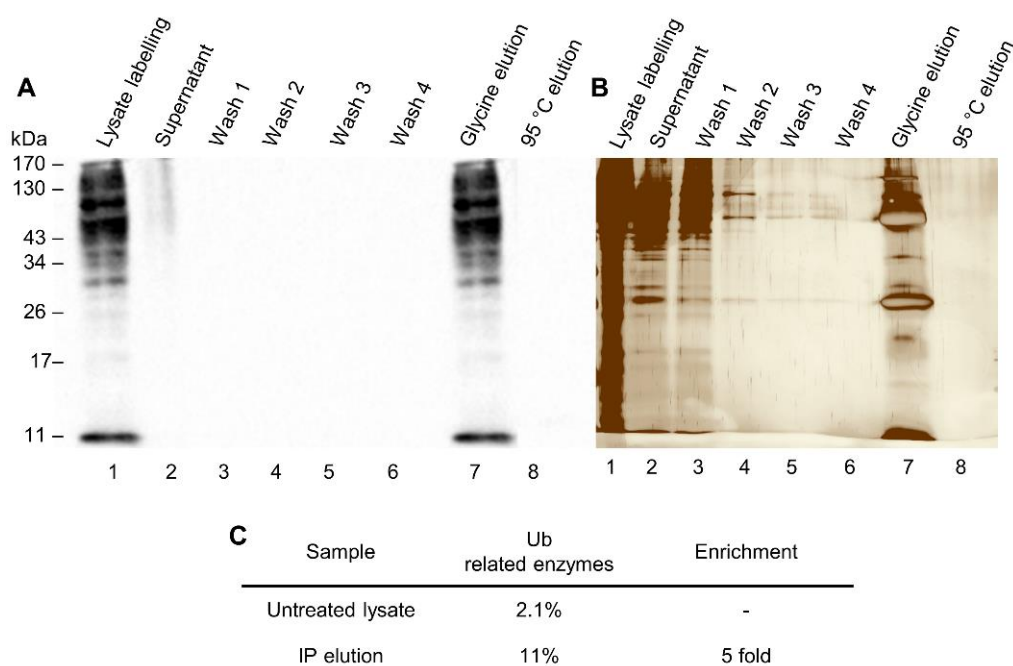 A
Lysate labelling
Supernatant
Wash 1
Wash 2
Wash 3
Wash 4
Glycine elution
95 °C elution
kDa
170 –
130 –
43 –
34 –
26 –
17–
11 –
1 2 3 4 5 6 7 8
B
Lysate labelling
Supernatant
Wash 1
Wash 2
Wash 3
Wash 4
Glycine elution
95 °C elution
1 2 3 4 5 6 7 8
C
Sample Ub related enzymes Enrichment
Untreated lysate 2.1% -
IP elution 11% 5 fold